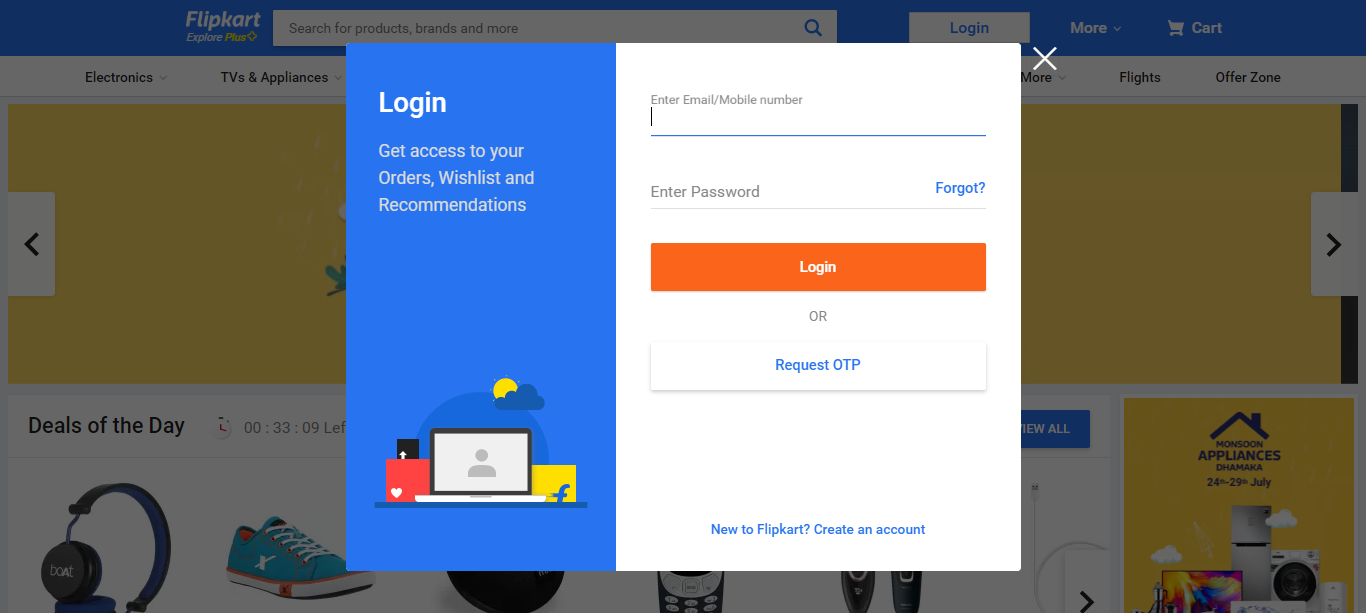 Flipkart
Explore Plus
Search for products, brands and more
Login
More
Cart
Electronics
TVs & Appliances
More
Flights
Offer Zone
Login
Get access to your
Orders, Wishlist and
Recommendations
Enter Email/Mobile number
Enter Password
Forgot?
Login
OR
Request OTP
New to Flipkart? Create an account
Deals of the Day
00 : 33 : 09 Lef
VIEW ALL
MONSOON
APPLIANCES
DHAMAKA
24th-29th July
boAt